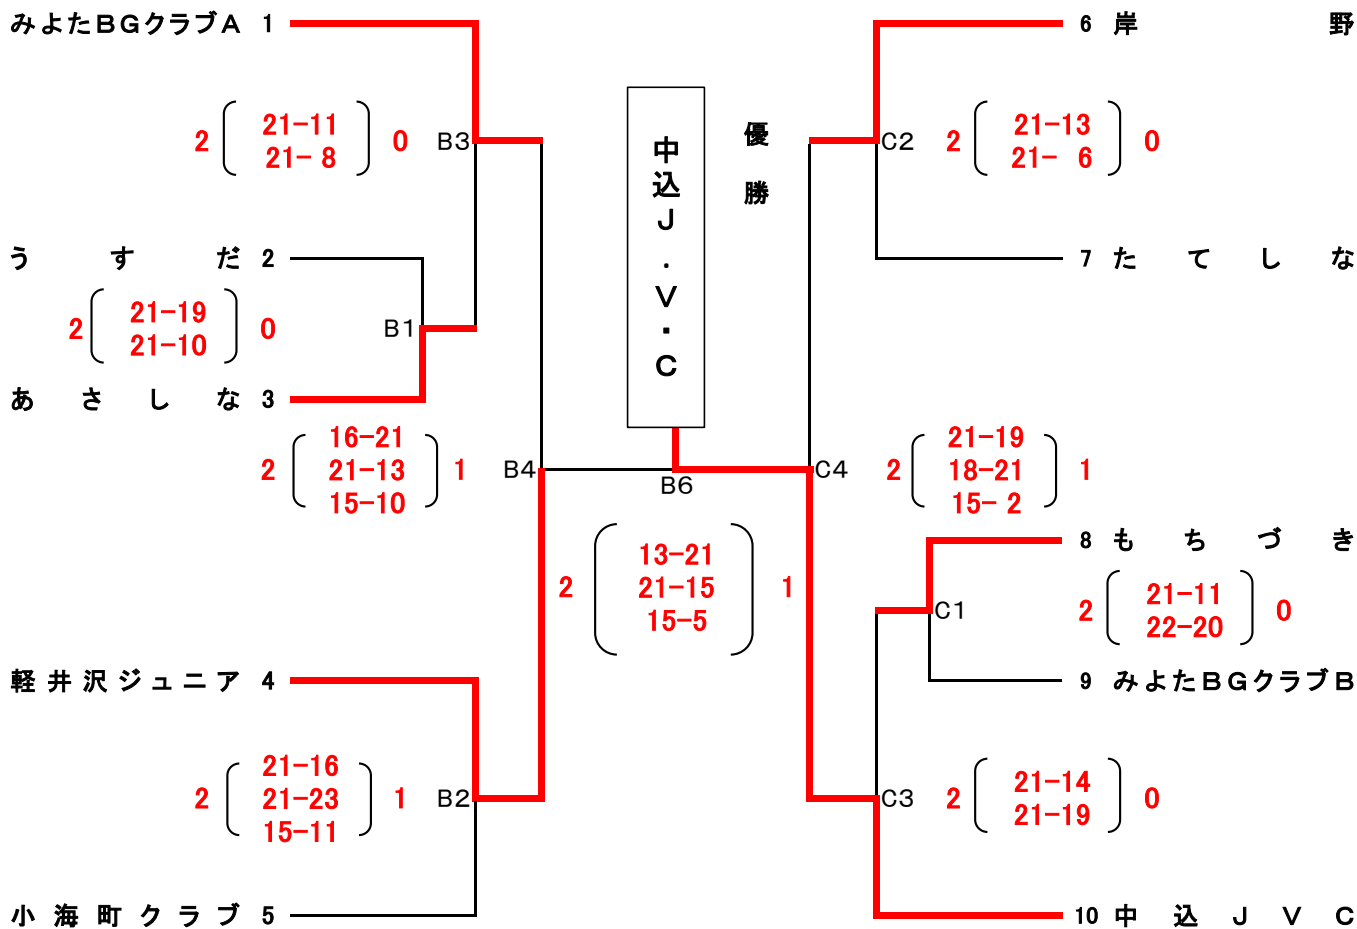 みよたBGクラブA 1
6 岸野
優勝
中込J.V.C
2 21-11 0
21- 8
B3
C2
2 21-13 0
21- 6
うすだ 2
7 たてしな
2 21-19 0
21-10
B1
あさしな 3
2 16-21 1
21-13
15-10
B4
B6
C4
2 21-19 1
18-21
15- 2
8 もちづき
2 13-21 1
21-15
15-5
C1
2 21-11 0
22-20
軽井沢ジュニア 4
9 みよたBGクラブB
2 21-16 1
21-23
15-11
B2
C3
2 21-14 0
21-19
小海町クラブ 5
10 中込JVC